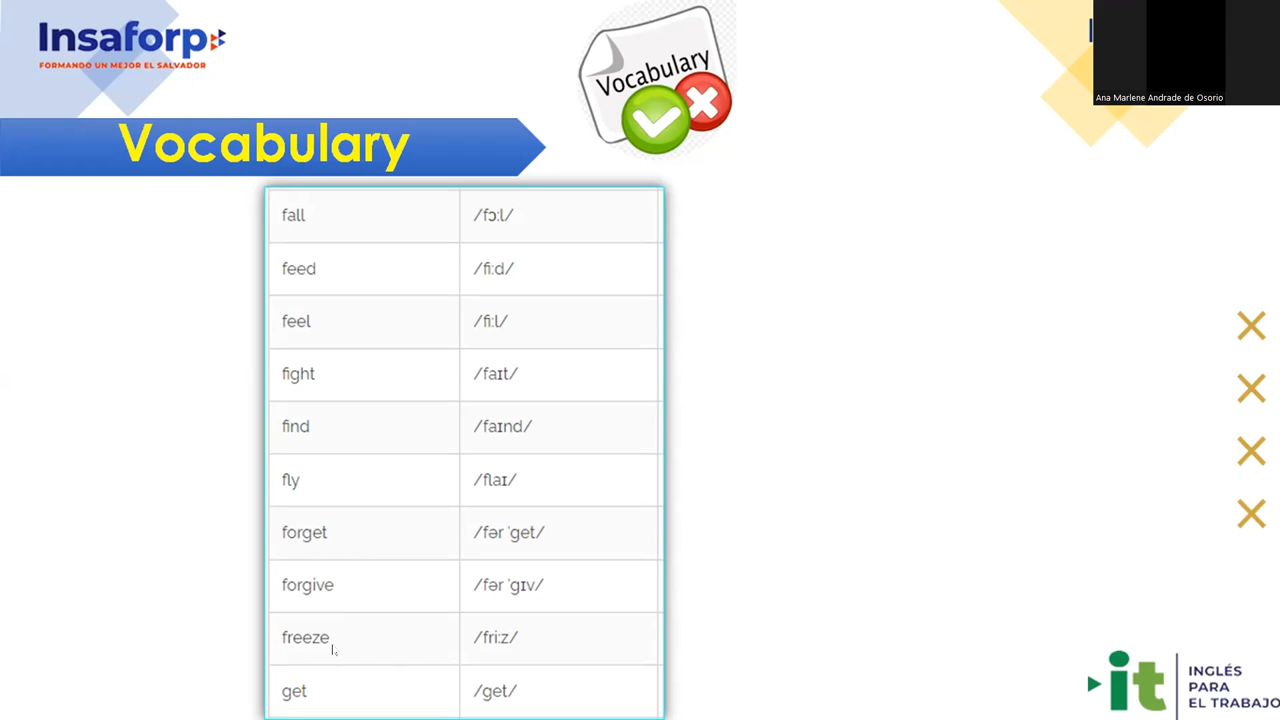 Insaforp
FORMANDO UN MEJOR EL SALVADOR
Vocabulary
Ana Marlene Andrade de Osorio
Vocabulary
fall /fɔːl/
feed /fiːd/
feel /fiːl/
fight /faɪt/
find /faɪnd/
fly /flaɪ/
forget /fər ˈget/
forgive /fər ˈgɪv/
freeze /friːz/
get /get/
it
INGLÉS
PARA
EL TRABAJO